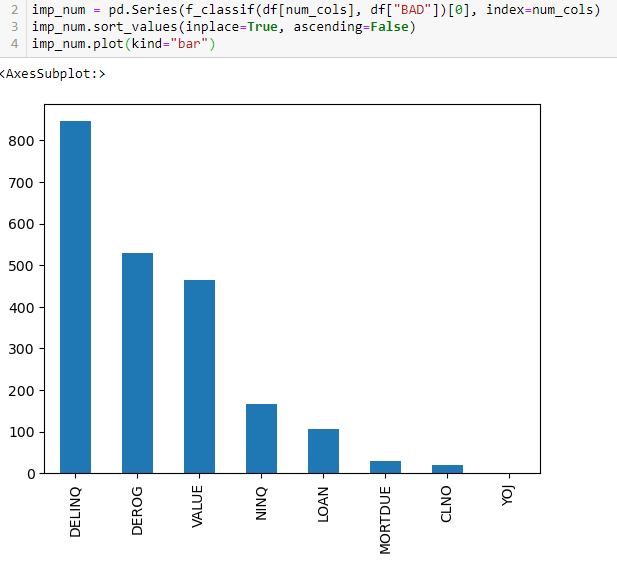 2 imp_num = pd.Series(f_classif(df[num_cols], df["BAD"])[0], index=num_cols)
3 imp_num.sort_values(inplace=True, ascending=False)
4 imp_num.plot(kind="bar")
<AxesSubplot:>
800
700
600
500
400
300
200
100
0
DELINQ
DEROG
VALUE
NINQ
LOAN
MORTDUE
CLNO
YOJ